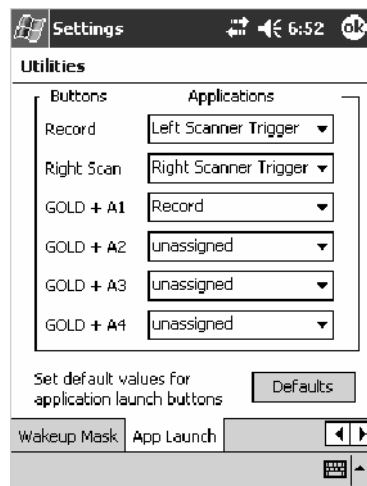 Settings 6:52 ok
Utilities
Buttons Applications
Record Left Scanner Trigger
Right Scan Right Scanner Trigger
GOLD + A1 Record
GOLD + A2 unassigned
GOLD + A3 unassigned
GOLD + A4 unassigned
Set default values for
application launch buttons Defaults
Wakeup Mask App Launch